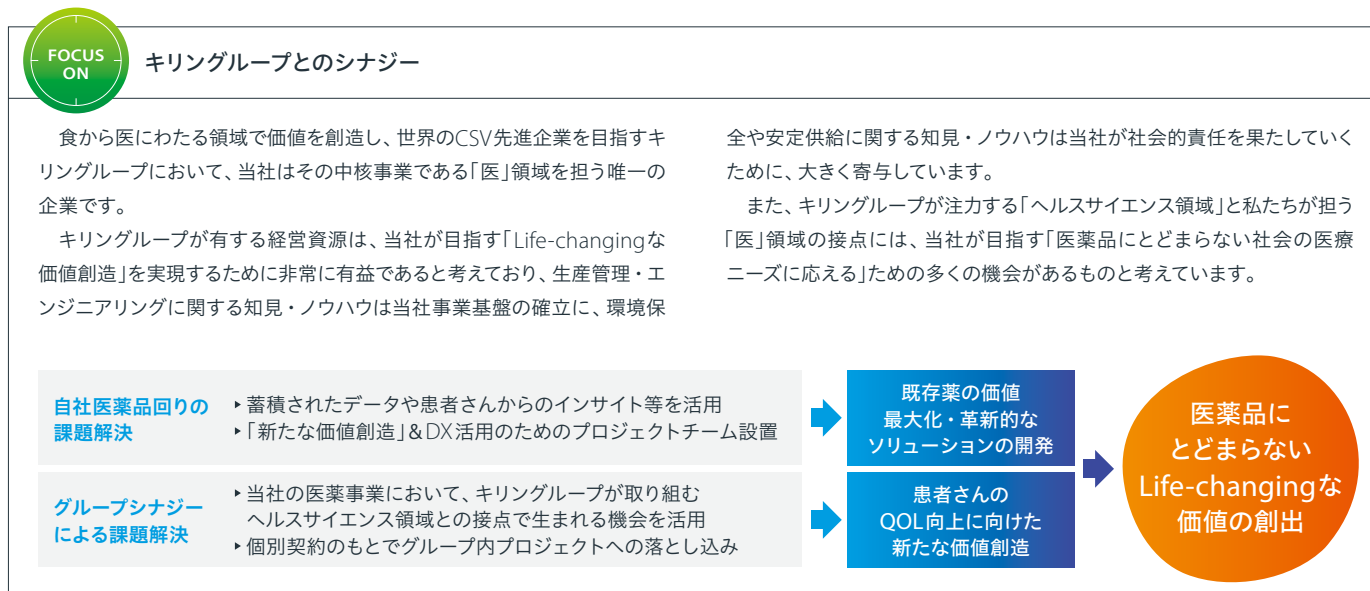 FOCUS
ON
キリングループとのシナジー
食から医にわたる領域で価値を創造し、世界のCSV先進企業を目指すキ
リングループにおいて、当社はその中核事業である「医」領域を担う唯一の
企業です。
キリングループが有する経営資源は、当社が目指す「Life-changingな
価値創造」を実現するために非常に有益であると考えており、生産管理・エ
ンジニアリングに関する知見・ノウハウは当社事業基盤の確立に、環境保
全や安定供給に関する知見・ノウハウは当社が社会的責任を果たしていく
ために、大きく寄与しています。
また、キリングループが注力する「ヘルスサイエンス領域」と私たちが担う
「医」領域の接点には、当社が目指す「医薬品にとどまらない社会の医療
ニーズに応える」ための多くの機会があるものと考えています。
自社医薬品回りの
課題解決
▶蓄積されたデータや患者さんからのインサイト等を活用
▶「新たな価値創造」&DX活用のためのプロジェクトチーム設置
既存薬の価値
最大化・革新的な
ソリューションの開発
グループシナジー
による課題解決
▶当社の医薬事業において、キリングループが取り組む
ヘルスサイエンス領域との接点で生まれる機会を活用
▶個別契約のもとでグループ内プロジェクトへの落とし込み
患者さんの
QOL向上に向けた
新たな価値創造
医薬品に
とどまらない
Life-changingな
価値の創出